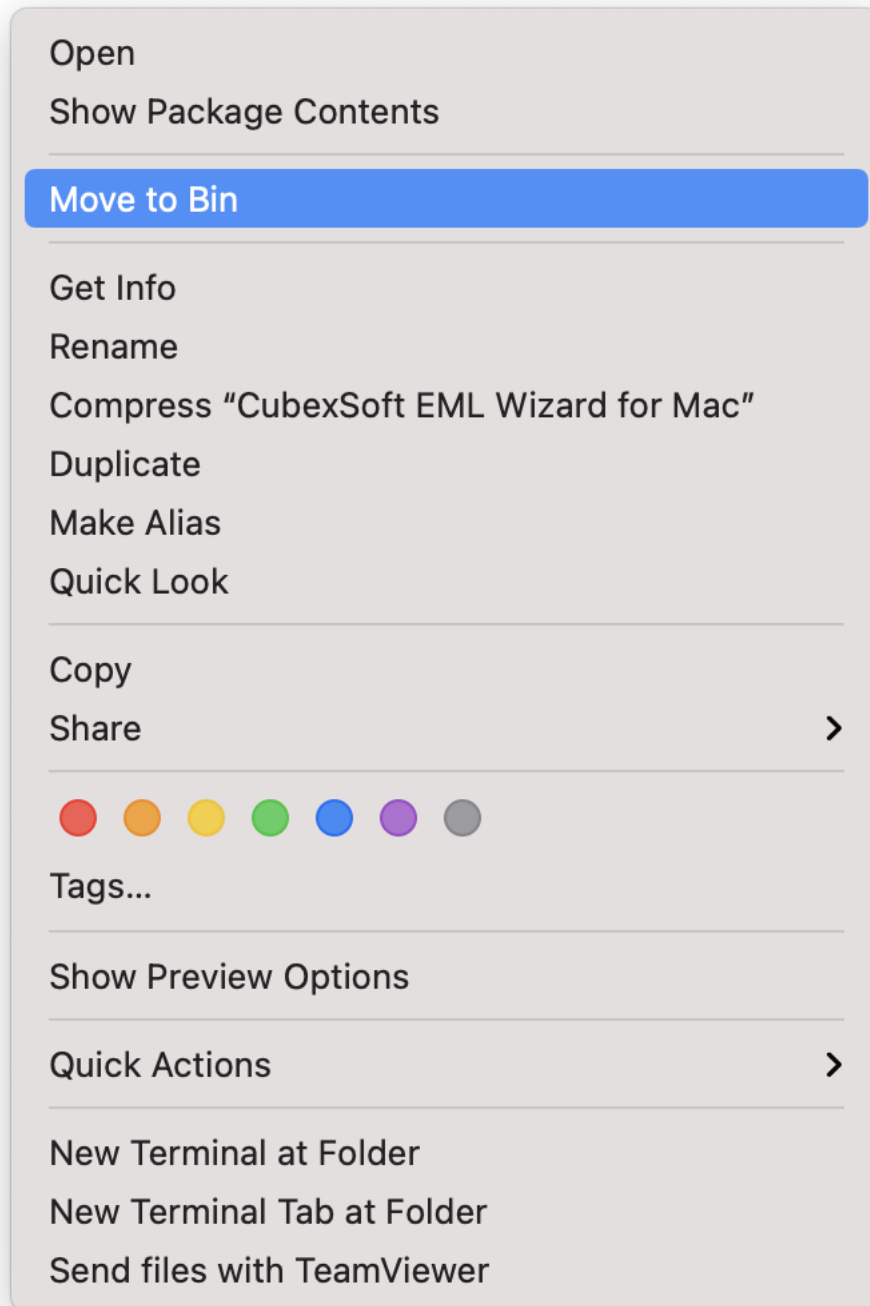 Open
Show Package Contents
Move to Bin
Get Info
Rename
Compress “CubexSoft EML Wizard for Mac”
Duplicate
Make Alias
Quick Look
Copy
Share
Tags...
Show Preview Options
Quick Actions
New Terminal at Folder
New Terminal Tab at Folder
Send files with TeamViewer